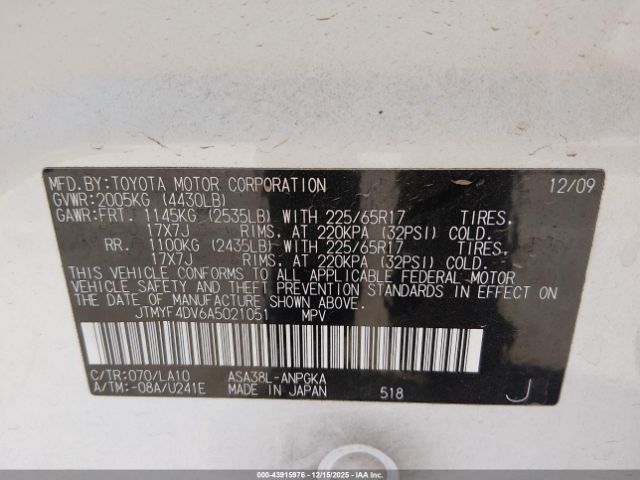 MFD.BY:TOYOTA MOTOR CORPORATION 12/09
GVWR:2005KG (4430LB)
GAWR:FRT. 1145KG (2535LB) WITH 225/65R17 TIRES,
17X7J RIMS, AT 220KPA (32PSI) COLD.
RR. 1100KG (2435LB) WITH 225/65R17 TIRES,
17X7J RIMS, AT 220KPA (32PSI) COLD.
THIS VEHICLE CONFORMS TO ALL APPLICABLE FEDERAL MOTOR
VEHICLE SAFETY AND THEFT PREVENTION STANDARDS IN EFFECT ON
THE DATE OF MANUFACTURE SHOWN ABOVE.
JTMYF4DV6A5021051 MPV
C/TR:070/LA10 ASA38L-ANPGKA
A/TM:-08A/U241E MADE IN JAPAN 518 J
000-43915976 • 12/15/2025 • IAA Inc.